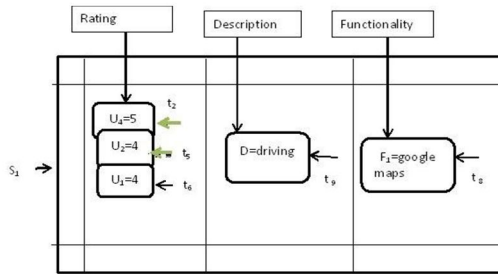 Rating
Description
Functionality
t₂
U₄=5
U₂=4
t₅
U₁=4
t₆
S₁
D=driving
t₉
F₁=google
maps
t₈